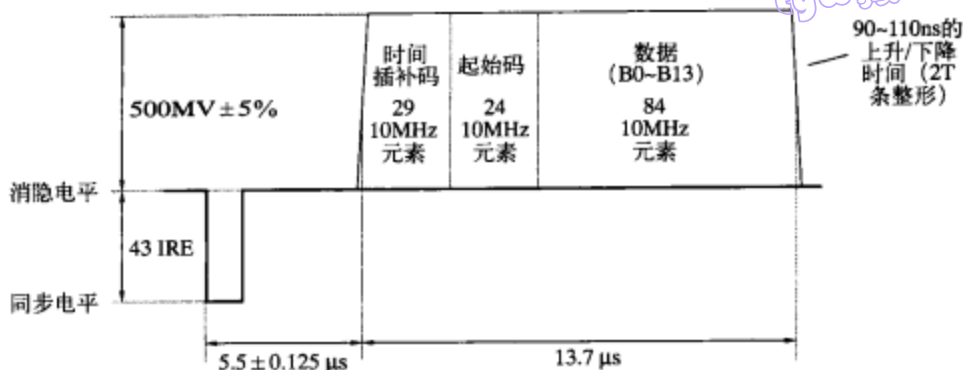 500MV±5%
消隐电平
43 IRE
同步电平
时间
插补码
29
10MHz
元素
起始码
24
10MHz
元素
数据
(B0~B13)
84
10MHz
元素
90~110ns的
上升/下降
时间（2T
条整形）
5.5±0.125 μs
13.7 μs